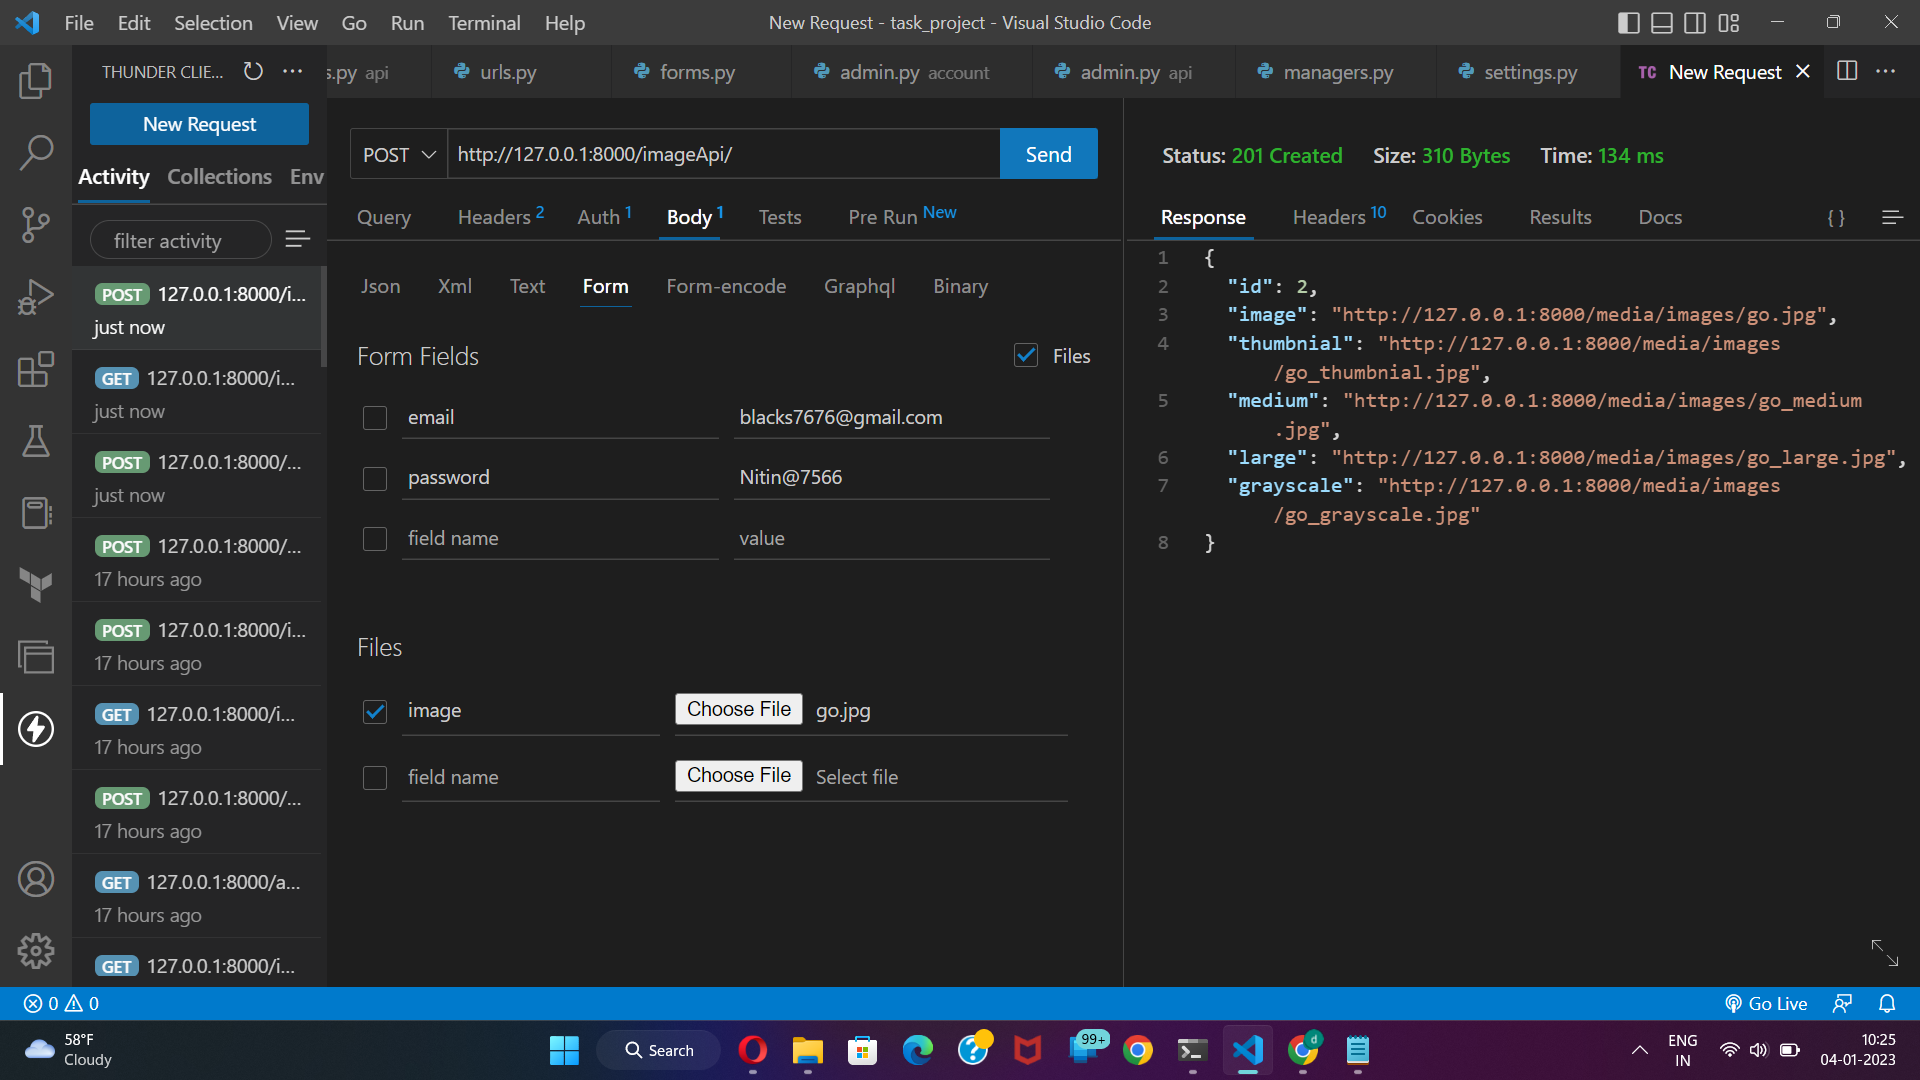 File Edit Selection View Go Run Terminal Help
New Request - task_project - Visual Studio Code
THUNDER CLIE...
s.py api
urls.py
forms.py
admin.py account
admin.py api
managers.py
settings.py
TC New Request
New Request
Activity Collections Env
filter activity
POST 127.0.0.1:8000/i...
just now
GET 127.0.0.1:8000/i...
just now
POST 127.0.0.1:8000/...
just now
POST 127.0.0.1:8000/...
17 hours ago
POST 127.0.0.1:8000/i...
17 hours ago
GET 127.0.0.1:8000/i...
17 hours ago
POST 127.0.0.1:8000/...
17 hours ago
GET 127.0.0.1:8000/a...
17 hours ago
GET 127.0.0.1:8000/i...
POST http://127.0.0.1:8000/imageApi/ Send
Query Headers 2 Auth 1 Body 1 Tests Pre Run New
Json Xml Text Form Form-encode Graphql Binary
Form Fields Files
email blacks7676@gmail.com
password Nitin@7566
field name value
Files
image Choose File go.jpg
field name Choose File Select file
Status: 201 Created Size: 310 Bytes Time: 134 ms
Response Headers 10 Cookies Results Docs { }
1 {
2 "id": 2,
3 "image": "http://127.0.0.1:8000/media/images/go.jpg",
4 "thumbnial": "http://127.0.0.1:8000/media/images
/go_thumbnial.jpg",
5 "medium": "http://127.0.0.1:8000/media/images/go_medium
.jpg",
6 "large": "http://127.0.0.1:8000/media/images/go_large.jpg",
7 "grayscale": "http://127.0.0.1:8000/media/images
/go_grayscale.jpg"
8 }
0 0
Go Live
58°F
Cloudy
Search
99+
d
ENG
IN
10:25
04-01-2023